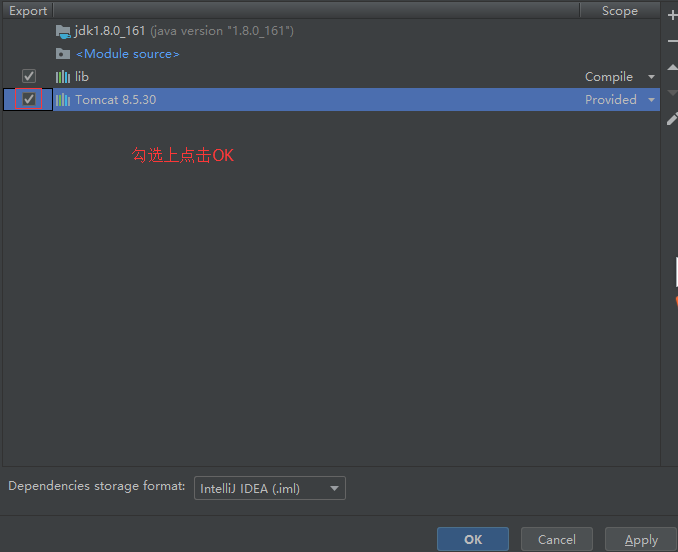 Export Scope
jdk1.8.0_161 (java version "1.8.0_161")
<Module source>
lib Compile
Tomcat 8.5.30 Provided
勾选上点击OK
Dependencies storage format: IntelliJ IDEA (.iml)
OK Cancel Apply